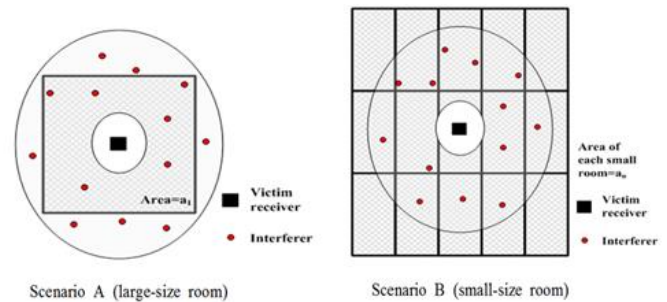 Area=a₁
Victim
receiver
Interferer
Scenario A (large-size room)
Area of
each small
room=aₒ
Victim
receiver
Interferer
Scenario B (small-size room)